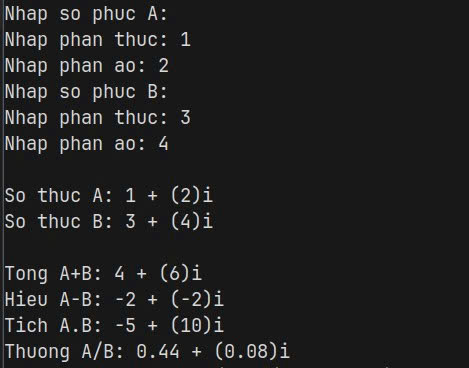 Nhap so phuc A:
Nhap phan thuc: 1
Nhap phan ao: 2
Nhap so phuc B:
Nhap phan thuc: 3
Nhap phan ao: 4
So thuc A: 1 + (2)i
So thuc B: 3 + (4)i
Tong A+B: 4 + (6)i
Hieu A-B: -2 + (-2)i
Tich A.B: -5 + (10)i
Thuong A/B: 0.44 + (0.08)i